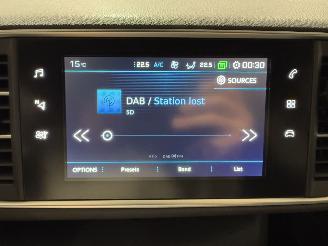 15°C 22.5 A/C 22.5 00:30
SOURCES
DAB / Station lost
SD
OPTIONS Presets Band List